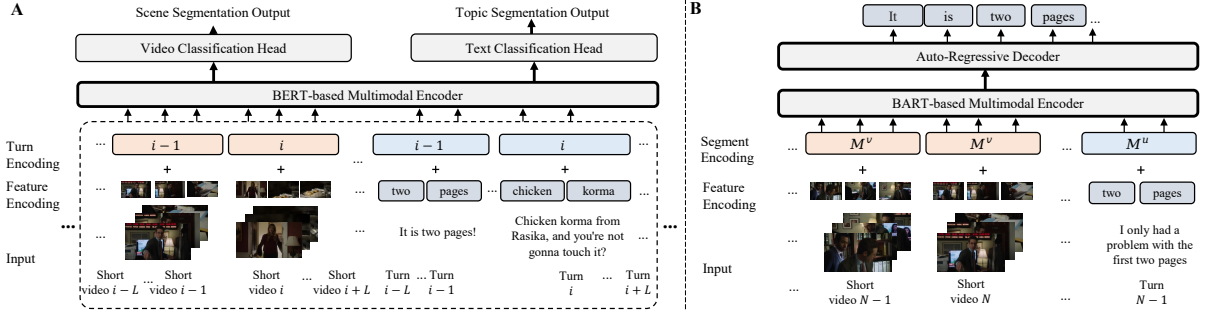 A
Scene Segmentation Output
Topic Segmentation Output
Video Classification Head
Text Classification Head
BERT-based Multimodal Encoder
Turn
Encoding
... i − 1 i ... i − 1 i ...
+ + + +
Feature
Encoding
... ... two pages ... chicken korma ...
Input
... ... ... It is two pages! Chicken korma from
Rasika, and you're not
gonna touch it? ... ...
Short
video i − L
... Short
video i − 1
Short
video i
... Short
video i + L
Turn
i − L
... Turn
i − 1
Turn
i
... Turn
i + L
B
It is two pages ...
Auto-Regressive Decoder
BART-based Multimodal Encoder
Segment
Encoding
... Mᵛ Mᵛ ... Mᵘ
+ + +
Feature
Encoding
... ... two pages
Input
... ... I only had a
problem with the
first two pages
... Short
video N − 1
Short
video N
... Turn
N − 1